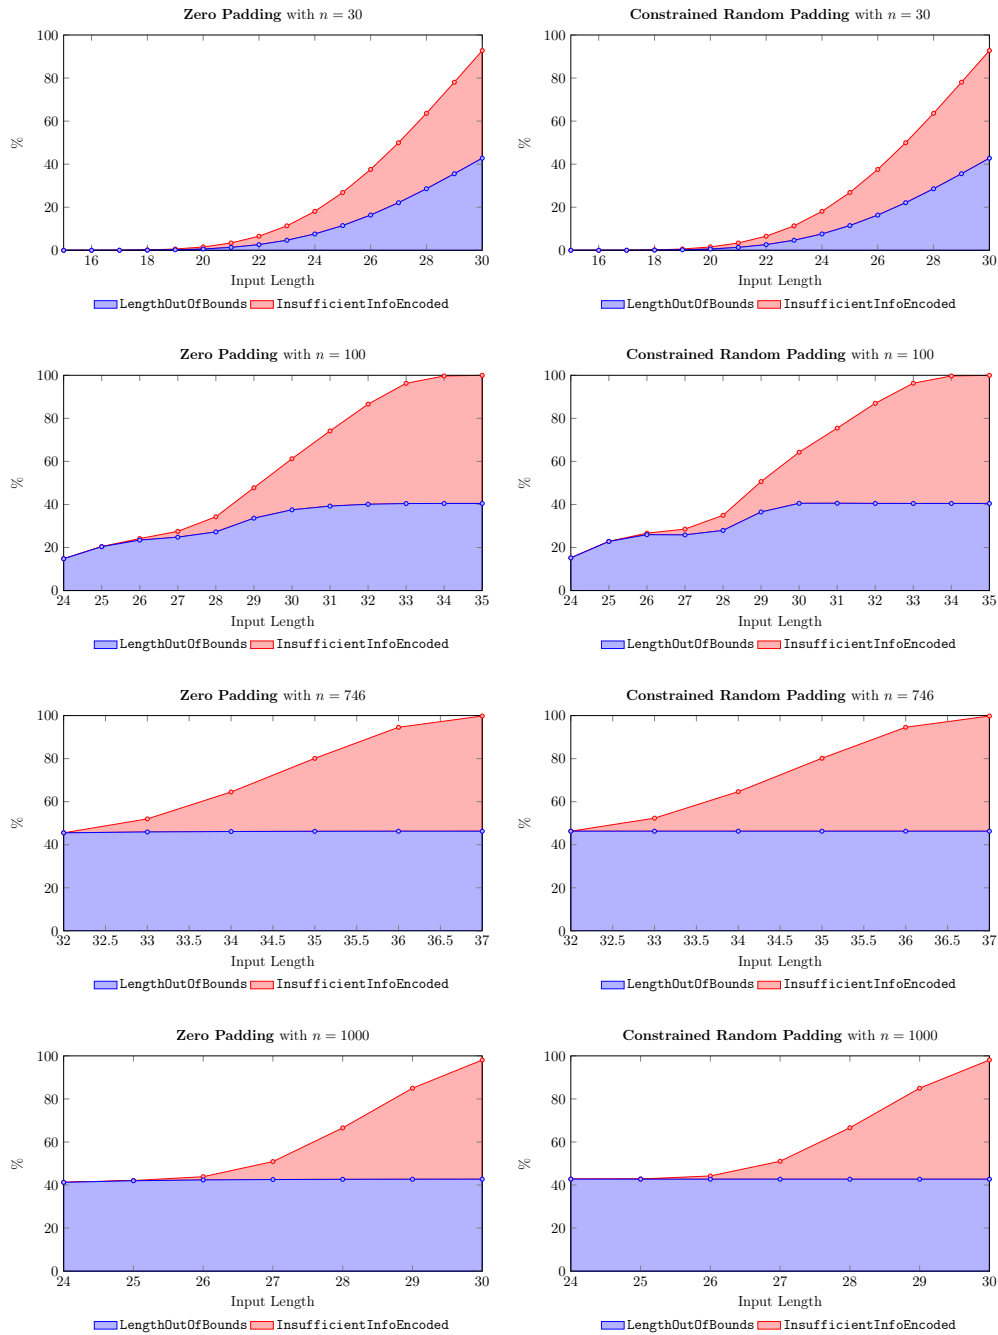 Zero Padding with n = 30
100
80
60
40
20
0
%
16 18 20 22 24 26 28 30
Input Length
LengthOutOfBounds InsufficientInfoEncoded
Constrained Random Padding with n = 30
100
80
60
40
20
0
%
16 18 20 22 24 26 28 30
Input Length
LengthOutOfBounds InsufficientInfoEncoded
Zero Padding with n = 100
100
80
60
40
20
0
%
24 25 26 27 28 29 30 31 32 33 34 35
Input Length
LengthOutOfBounds InsufficientInfoEncoded
Constrained Random Padding with n = 100
100
80
60
40
20
0
%
24 25 26 27 28 29 30 31 32 33 34 35
Input Length
LengthOutOfBounds InsufficientInfoEncoded
Zero Padding with n = 746
100
80
60
40
20
0
%
32 32.5 33 33.5 34 34.5 35 35.5 36 36.5 37
Input Length
LengthOutOfBounds InsufficientInfoEncoded
Constrained Random Padding with n = 746
100
80
60
40
20
0
%
32 32.5 33 33.5 34 34.5 35 35.5 36 36.5 37
Input Length
LengthOutOfBounds InsufficientInfoEncoded
Zero Padding with n = 1000
100
80
60
40
20
0
%
24 25 26 27 28 29 30
Input Length
LengthOutOfBounds InsufficientInfoEncoded
Constrained Random Padding with n = 1000
100
80
60
40
20
0
%
24 25 26 27 28 29 30
Input Length
LengthOutOfBounds InsufficientInfoEncoded